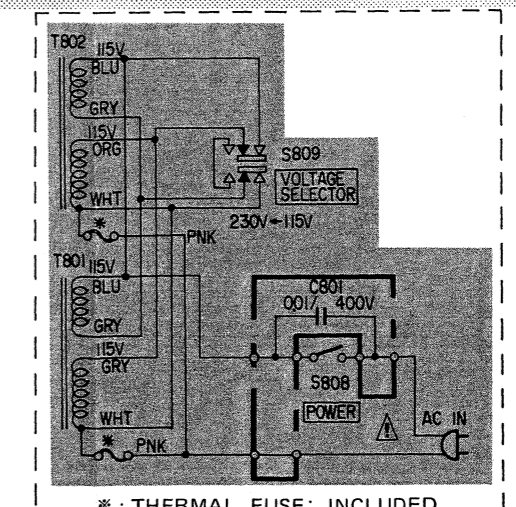 T802
115V
BLU
GRY
115V
ORG
WHT
※
PNK
S809
VOLTAGE
SELECTOR
230V←115V
T801
115V
BLU
GRY
115V
GRY
WHT
※
PNK
C801
.001/ 400V
S808
POWER
!
AC IN
※ : THERMAL FUSE: INCLUDED